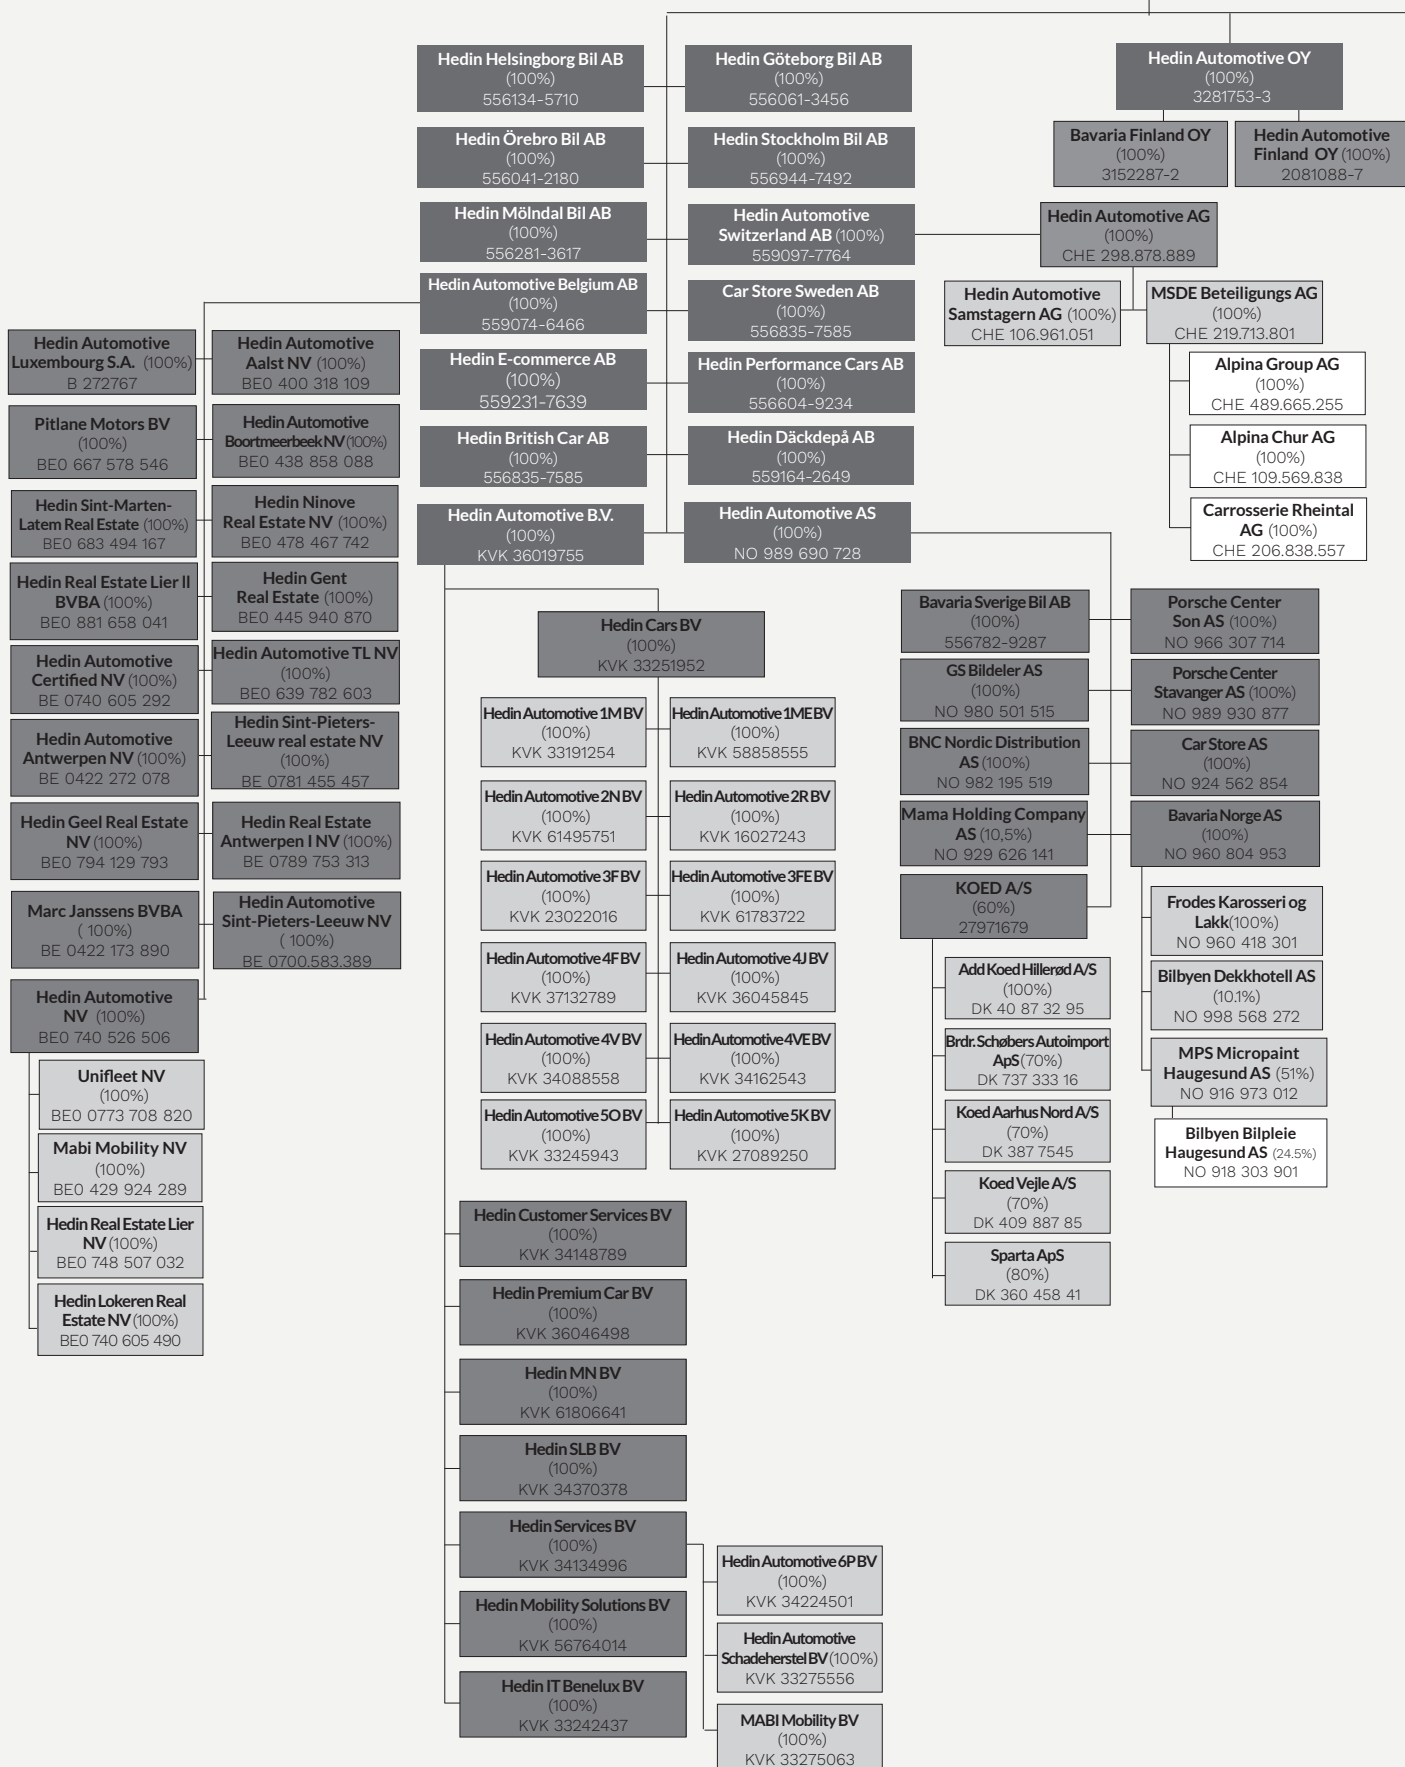 Hedin Helsingborg Bil AB
(100%)
556134-5710
Hedin Göteborg Bil AB
(100%)
556061-3456
Hedin Automotive OY
(100%)
3281753-3
Bavaria Finland OY
(100%)
3152287-2
Hedin Automotive
Finland OY (100%)
2081088-7
Hedin Örebro Bil AB
(100%)
556041-2180
Hedin Stockholm Bil AB
(100%)
556944-7492
Hedin Mölndal Bil AB
(100%)
556281-3617
Hedin Automotive
Switzerland AB (100%)
559097-7764
Hedin Automotive AG
(100%)
CHE 298.878.889
Hedin Automotive Belgium AB
(100%)
559074-6466
Car Store Sweden AB
(100%)
556835-7585
Hedin Automotive
Samstagern AG (100%)
CHE 106.961.051
MSDE Beteiligungs AG
(100%)
CHE 219.713.801
Alpina Group AG
(100%)
CHE 489.665.255
Alpina Chur AG
(100%)
CHE 109.569.838
Carrosserie Rheintal
AG (100%)
CHE 206.838.557
Hedin E-commerce AB
(100%)
559231-7639
Hedin Performance Cars AB
(100%)
556604-9234
Hedin British Car AB
(100%)
556835-7585
Hedin Däckdepå AB
(100%)
559164-2649
Hedin Automotive B.V.
(100%)
KVK 36019755
Hedin Automotive AS
(100%)
NO 989 690 728
Hedin Automotive
Luxembourg S.A. (100%)
B 272767
Hedin Automotive
Aalst NV (100%)
BE0 400 318 109
Pitlane Motors BV
(100%)
BE0 667 578 546
Hedin Automotive
Boortmeerbeek NV (100%)
BE0 438 858 088
Hedin Sint-Marten-
Latem Real Estate (100%)
BE0 683 494 167
Hedin Ninove
Real Estate NV (100%)
BE0 478 467 742
Hedin Real Estate Lier II
BVBA (100%)
BE0 881 658 041
Hedin Gent
Real Estate (100%)
BE0 445 940 870
Hedin Automotive
Certified NV (100%)
BE 0740 605 292
Hedin Automotive TL NV
(100%)
BE0 639 782 603
Hedin Automotive
Antwerpen NV (100%)
BE 0422 272 078
Hedin Sint-Pieters-
Leeuw real estate NV
(100%)
BE 0781 455 457
Hedin Geel Real Estate
NV (100%)
BE0 794 129 793
Hedin Real Estate
Antwerpen I NV (100%)
BE 0789 753 313
Marc Janssens BVBA
( 100%)
BE 0422 173 890
Hedin Automotive
Sint-Pieters-Leeuw NV
( 100%)
BE 0700.583.389
Hedin Automotive
NV (100%)
BE0 740 526 506
Unifleet NV
(100%)
BE0 0773 708 820
Mabi Mobility NV
(100%)
BE0 429 924 289
Hedin Real Estate Lier
NV (100%)
BE0 748 507 032
Hedin Lokeren Real
Estate NV (100%)
BE0 740 605 490
Hedin Cars BV
(100%)
KVK 33251952
Hedin Automotive 1M BV
(100%)
KVK 33191254
Hedin Automotive 1ME BV
(100%)
KVK 58858555
Hedin Automotive 2N BV
(100%)
KVK 61495751
Hedin Automotive 2R BV
(100%)
KVK 16027243
Hedin Automotive 3F BV
(100%)
KVK 23022016
Hedin Automotive 3FE BV
(100%)
KVK 61783722
Hedin Automotive 4F BV
(100%)
KVK 37132789
Hedin Automotive 4J BV
(100%)
KVK 36045845
Hedin Automotive 4V BV
(100%)
KVK 34088558
Hedin Automotive 4VE BV
(100%)
KVK 34162543
Hedin Automotive 5O BV
(100%)
KVK 33245943
Hedin Automotive 5K BV
(100%)
KVK 27089250
Hedin Customer Services BV
(100%)
KVK 34148789
Hedin Premium Car BV
(100%)
KVK 36046498
Hedin MN BV
(100%)
KVK 61806641
Hedin SLB BV
(100%)
KVK 34370378
Hedin Services BV
(100%)
KVK 34134996
Hedin Mobility Solutions BV
(100%)
KVK 56764014
Hedin IT Benelux BV
(100%)
KVK 33242437
Hedin Automotive 6P BV
(100%)
KVK 34224501
Hedin Automotive
Schadeherstel BV (100%)
KVK 33275556
MABI Mobility BV
(100%)
KVK 33275063
Bavaria Sverige Bil AB
(100%)
556782-9287
Porsche Center
Son AS (100%)
NO 966 307 714
GS Bildeler AS
(100%)
NO 980 501 515
Porsche Center
Stavanger AS (100%)
NO 989 930 877
BNC Nordic Distribution
AS (100%)
NO 982 195 519
Car Store AS
(100%)
NO 924 562 854
Mama Holding Company
AS (10,5%)
NO 929 626 141
Bavaria Norge AS
(100%)
NO 960 804 953
KOED A/S
(60%)
27971679
Add Koed Hillerød A/S
(100%)
DK 40 87 32 95
Brdr. Schøbers Autoimport
ApS (70%)
DK 737 333 16
Koed Aarhus Nord A/S
(70%)
DK 387 7545
Koed Vejle A/S
(70%)
DK 409 887 85
Sparta ApS
(80%)
DK 360 458 41
Frodes Karosseri og
Lakk(100%)
NO 960 418 301
Bilbyen Dekkhotell AS
(10.1%)
NO 998 568 272
MPS Micropaint
Haugesund AS (51%)
NO 916 973 012
Bilbyen Bilpleie
Haugesund AS (24.5%)
NO 918 303 901